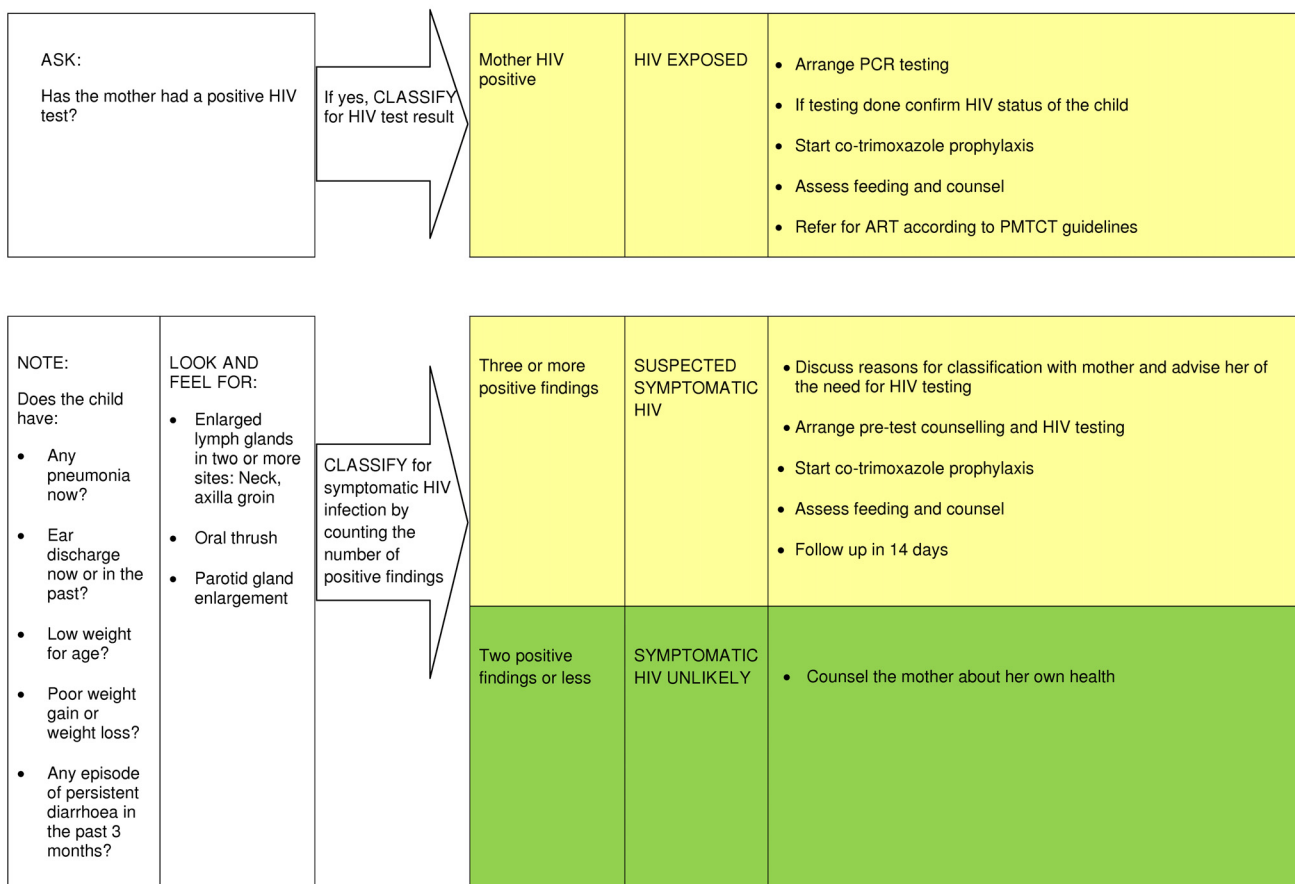 ASK:
Has the mother had a positive HIV
test?
If yes, CLASSIFY
for HIV test result
Mother HIV
positive
HIV EXPOSED
• Arrange PCR testing
• If testing done confirm HIV status of the child
• Start co-trimoxazole prophylaxis
• Assess feeding and counsel
• Refer for ART according to PMTCT guidelines
NOTE:
Does the child
have:
• Any
pneumonia
now?
• Ear
discharge
now or in the
past?
• Low weight
for age?
• Poor weight
gain or
weight loss?
• Any episode
of persistent
diarrhoea in
the past 3
months?
LOOK AND
FEEL FOR:
• Enlarged
lymph glands
in two or more
sites: Neck,
axilla groin
• Oral thrush
• Parotid gland
enlargement
CLASSIFY for
symptomatic HIV
infection by
counting the
number of
positive findings
Three or more
positive findings
SUSPECTED
SYMPTOMATIC
HIV
• Discuss reasons for classification with mother and advise her of
the need for HIV testing
• Arrange pre-test counselling and HIV testing
• Start co-trimoxazole prophylaxis
• Assess feeding and counsel
• Follow up in 14 days
Two positive
findings or less
SYMPTOMATIC
HIV UNLIKELY
• Counsel the mother about her own health